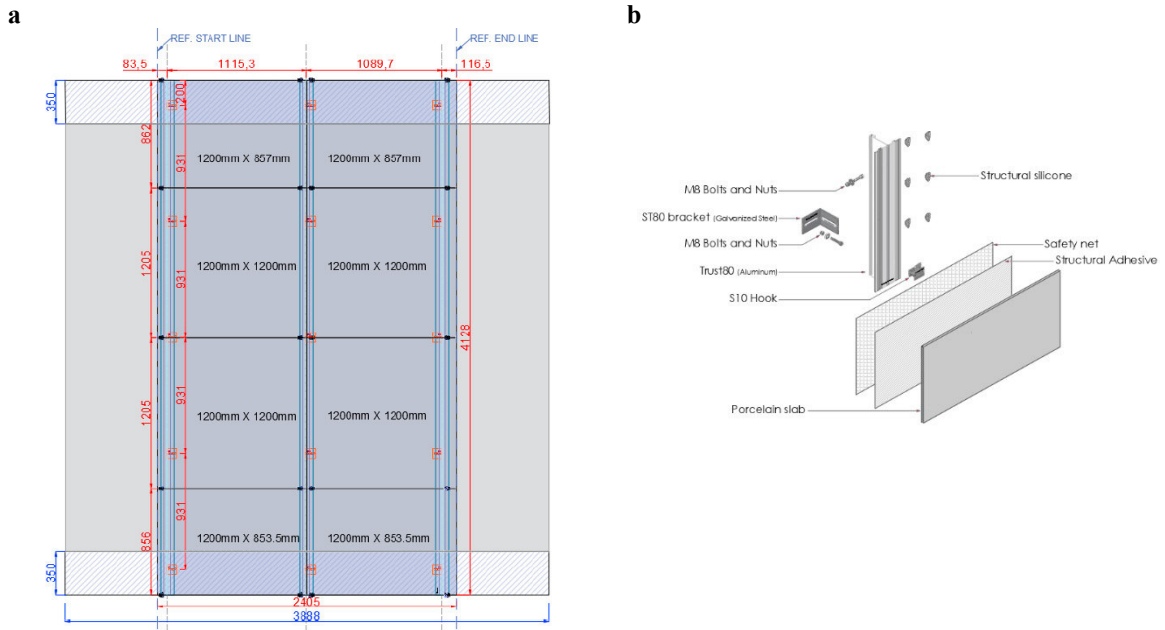 a
REF. START LINE
REF. END LINE
83,5
1115,3
1089,7
116,5
350
200
862
931
1200mm X 857mm
1200mm X 857mm
1205
931
1200mm X 1200mm
1200mm X 1200mm
4128
1205
931
1200mm X 1200mm
1200mm X 1200mm
931
856
1200mm X 853.5mm
1200mm X 853.5mm
350
2405
3888
b
M8 Bolts and Nuts
Structural silicone
ST80 bracket (Galvanized Steel)
M8 Bolts and Nuts
Safety net
Structural Adhesive
Trust80 (Aluminum)
S10 Hook
Porcelain slab